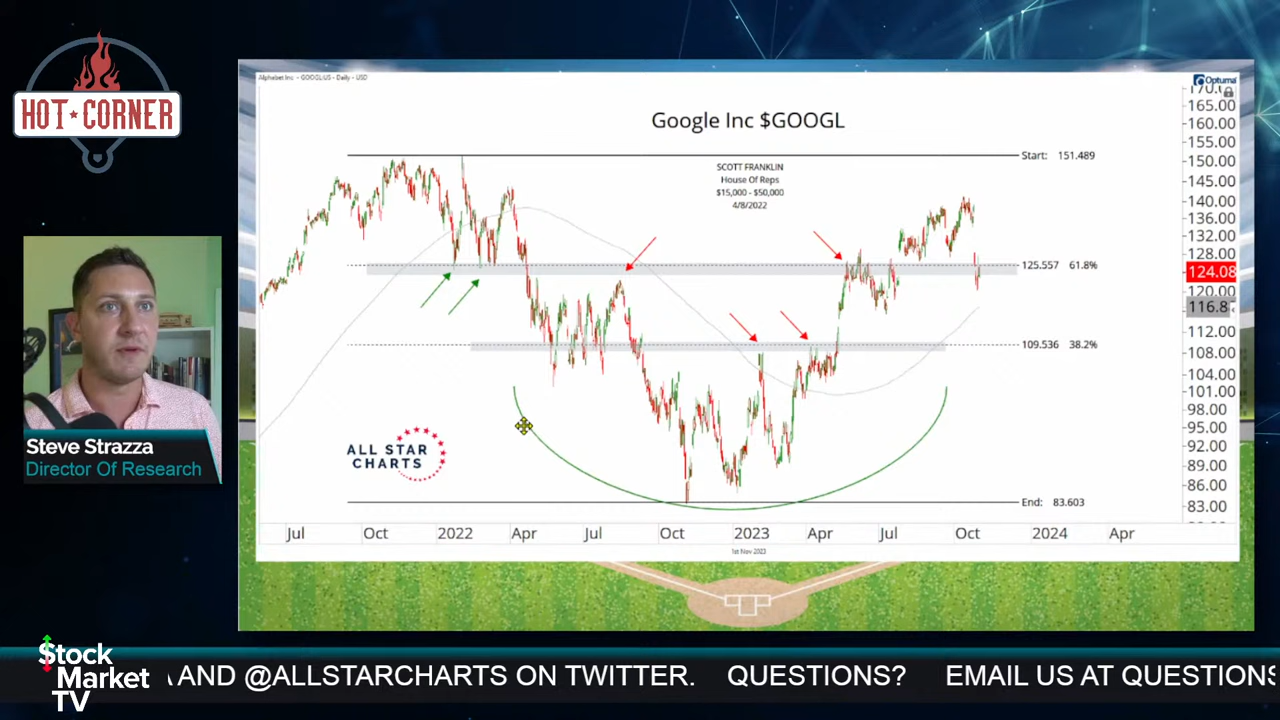 HOT★CORNER
Alphabet Inc - GOOGL:US - Daily - USD
Optuma
Google Inc $GOOGL
SCOTT FRANKLIN
House Of Reps
$15,000 - $50,000
4/8/2022
Start: 151.489
125.557 61.8%
109.536 38.2%
End: 83.603
170.0
165.00
160.00
155.00
150.00
145.00
140.00
136.00
132.00
128.00
124.08
120.00
116.8
112.00
108.00
104.00
101.00
98.00
95.00
92.00
89.00
86.00
83.00
ALL STAR
CHARTS
Jul Oct 2022 Apr Jul Oct 2023 Apr Jul Oct 2024 Apr
1st Nov 2023
Steve Strazza
Director Of Research
$tock
Market
TV
AND @ALLSTARCHARTS ON TWITTER. QUESTIONS? EMAIL US AT QUESTIONS